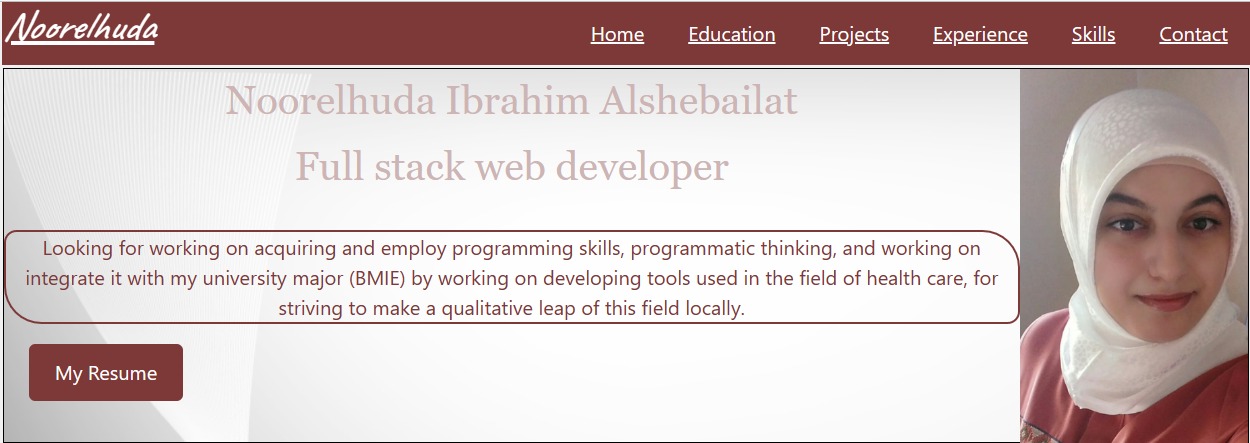 Noorelhuda
Home Education Projects Experience Skills Contact
Noorelhuda Ibrahim Alshebailat
Full stack web developer
Looking for working on acquiring and employ programming skills, programmatic thinking, and working on
integrate it with my university major (BMIE) by working on developing tools used in the field of health care, for
striving to make a qualitative leap of this field locally.
My Resume